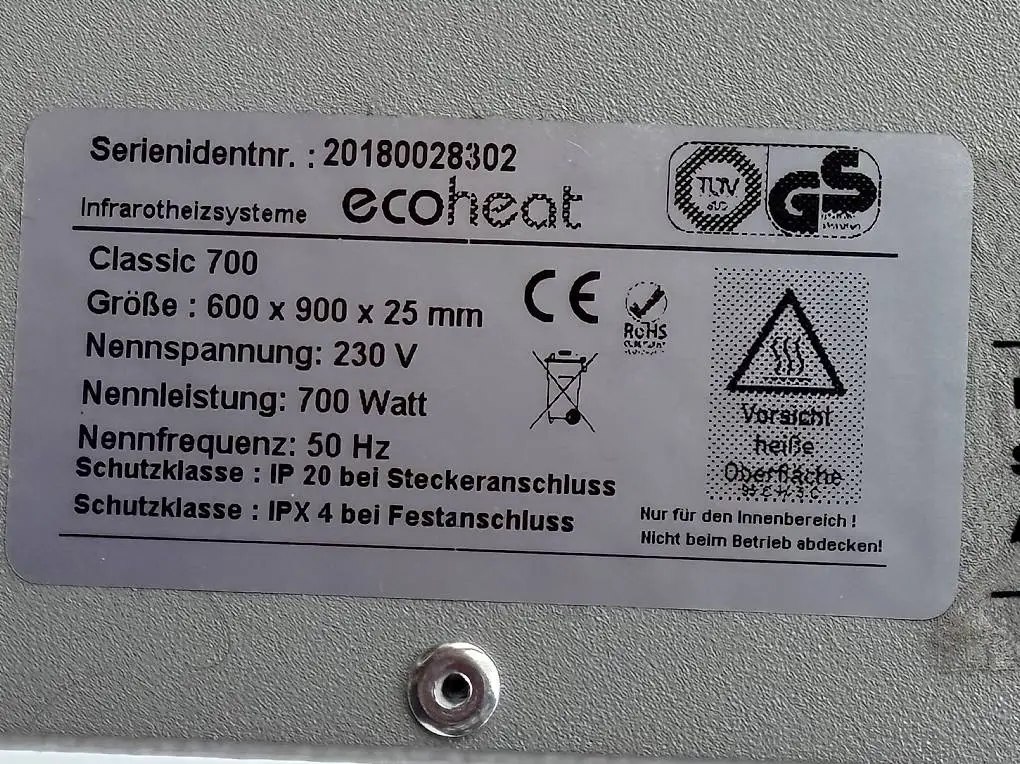 Serienidentnr. : 20180028302
Infrarotheizsysteme ecoheat
TÜV
SÜD
GS
Classic 700
Größe : 600 x 900 x 25 mm
Nennspannung: 230 V
Nennleistung: 700 Watt
Nennfrequenz: 50 Hz
Schutzklasse : IP 20 bei Steckeranschluss
Schutzklasse : IPX 4 bei Festanschluss
CE
RoHS
Vorsicht
heiße
Oberfläche
Nur für den Innenbereich !
Nicht beim Betrieb abdecken!